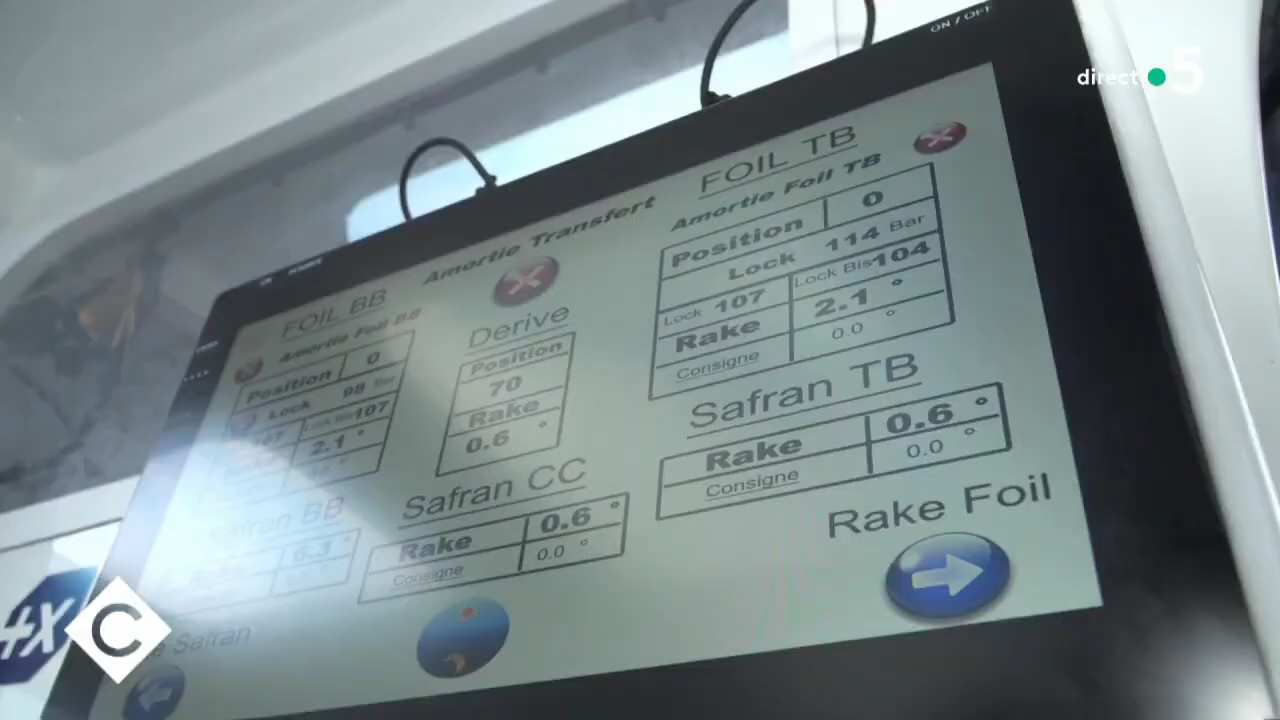 ON / OFF
direct 5
Amortie Transfert
FOIL BB
Amortie Foil BB
Position 0
Lock 98 Bar
Lock Bis 107
2.1 °
Derive
Position
70
Rake
0.6 °
FOIL TB
Amortie Foil TB
Position 0
Lock 114 Bar
Lock 107 Lock Bis 104
Rake 2.1 °
Consigne 0.0 °
Safran BB
6.3 °
Safran CC
Rake 0.6 °
Consigne 0.0 °
Safran TB
Rake 0.6 °
Consigne 0.0 °
Safran
Rake Foil
4X
C